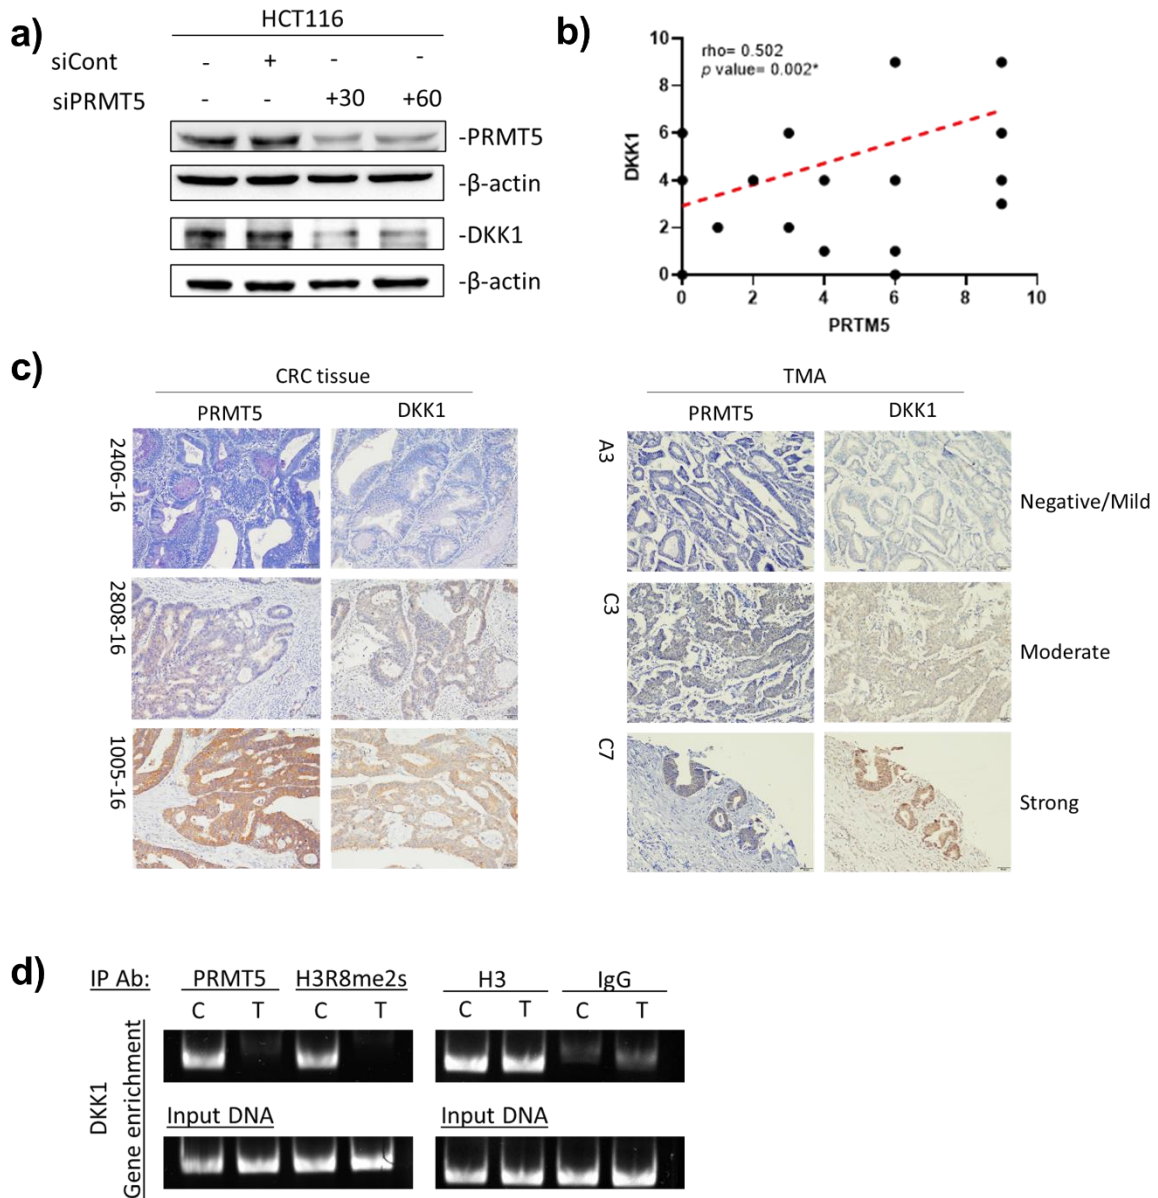 a)
HCT116
siCont - + - -
siPRMT5 - - +30 +60
-PRMT5
-β-actin
-DKK1
-β-actin
b)
rho= 0.502
p value= 0.002*
DKK1
10
8
6
4
2
0
0 2 4 6 8 10
PRTM5
c)
CRC tissue
PRMT5 DKK1
2406-16
2808-16
1005-16
TMA
PRMT5 DKK1
A3
Negative/Mild
C3
Moderate
C7
Strong
d)
IP Ab: PRMT5 H3R8me2s H3 IgG
C T C T C T C T
DKK1
Gene enrichment
Input DNA Input DNA